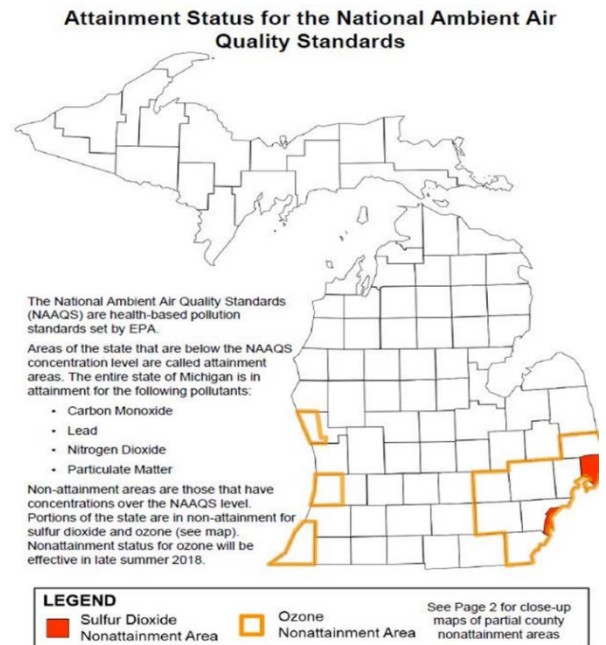 Attainment Status for the National Ambient Air
Quality Standards
The National Ambient Air Quality Standards
(NAAQS) are health-based pollution
standards set by EPA.
Areas of the state that are below the NAAQS
concentration level are called attainment
areas. The entire state of Michigan is in
attainment for the following pollutants:
• Carbon Monoxide
• Lead
• Nitrogen Dioxide
• Particulate Matter
Non-attainment areas are those that have
concentrations over the NAAQS level.
Portions of the state are in non-attainment for
sulfur dioxide and ozone (see map).
Nonattainment status for ozone will be
effective in late summer 2018.
LEGEND
Sulfur Dioxide
Nonattainment Area
Ozone
Nonattainment Area
See Page 2 for close-up
maps of partial county
nonattainment areas